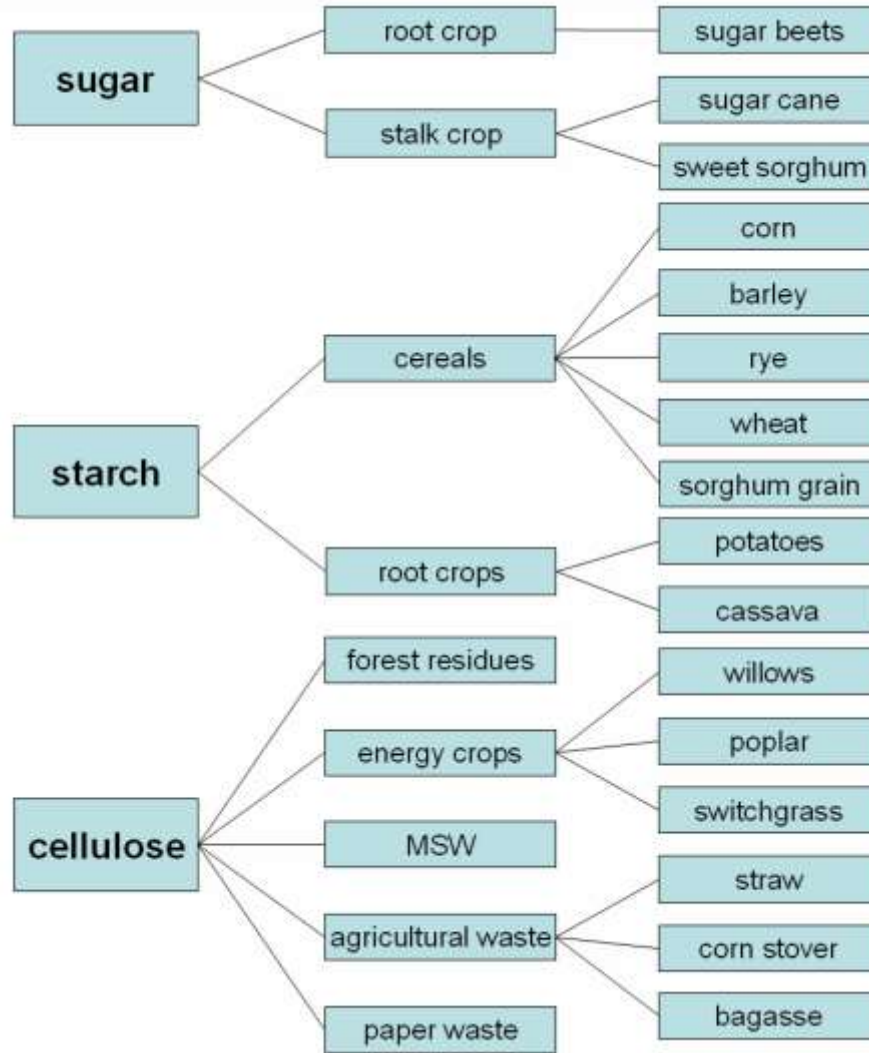 sugar
root crop
sugar beets
stalk crop
sugar cane
sweet sorghum
starch
cereals
corn
barley
rye
wheat
sorghum grain
root crops
potatoes
cassava
cellulose
forest residues
energy crops
willows
poplar
switchgrass
MSW
agricultural waste
straw
corn stover
bagasse
paper waste